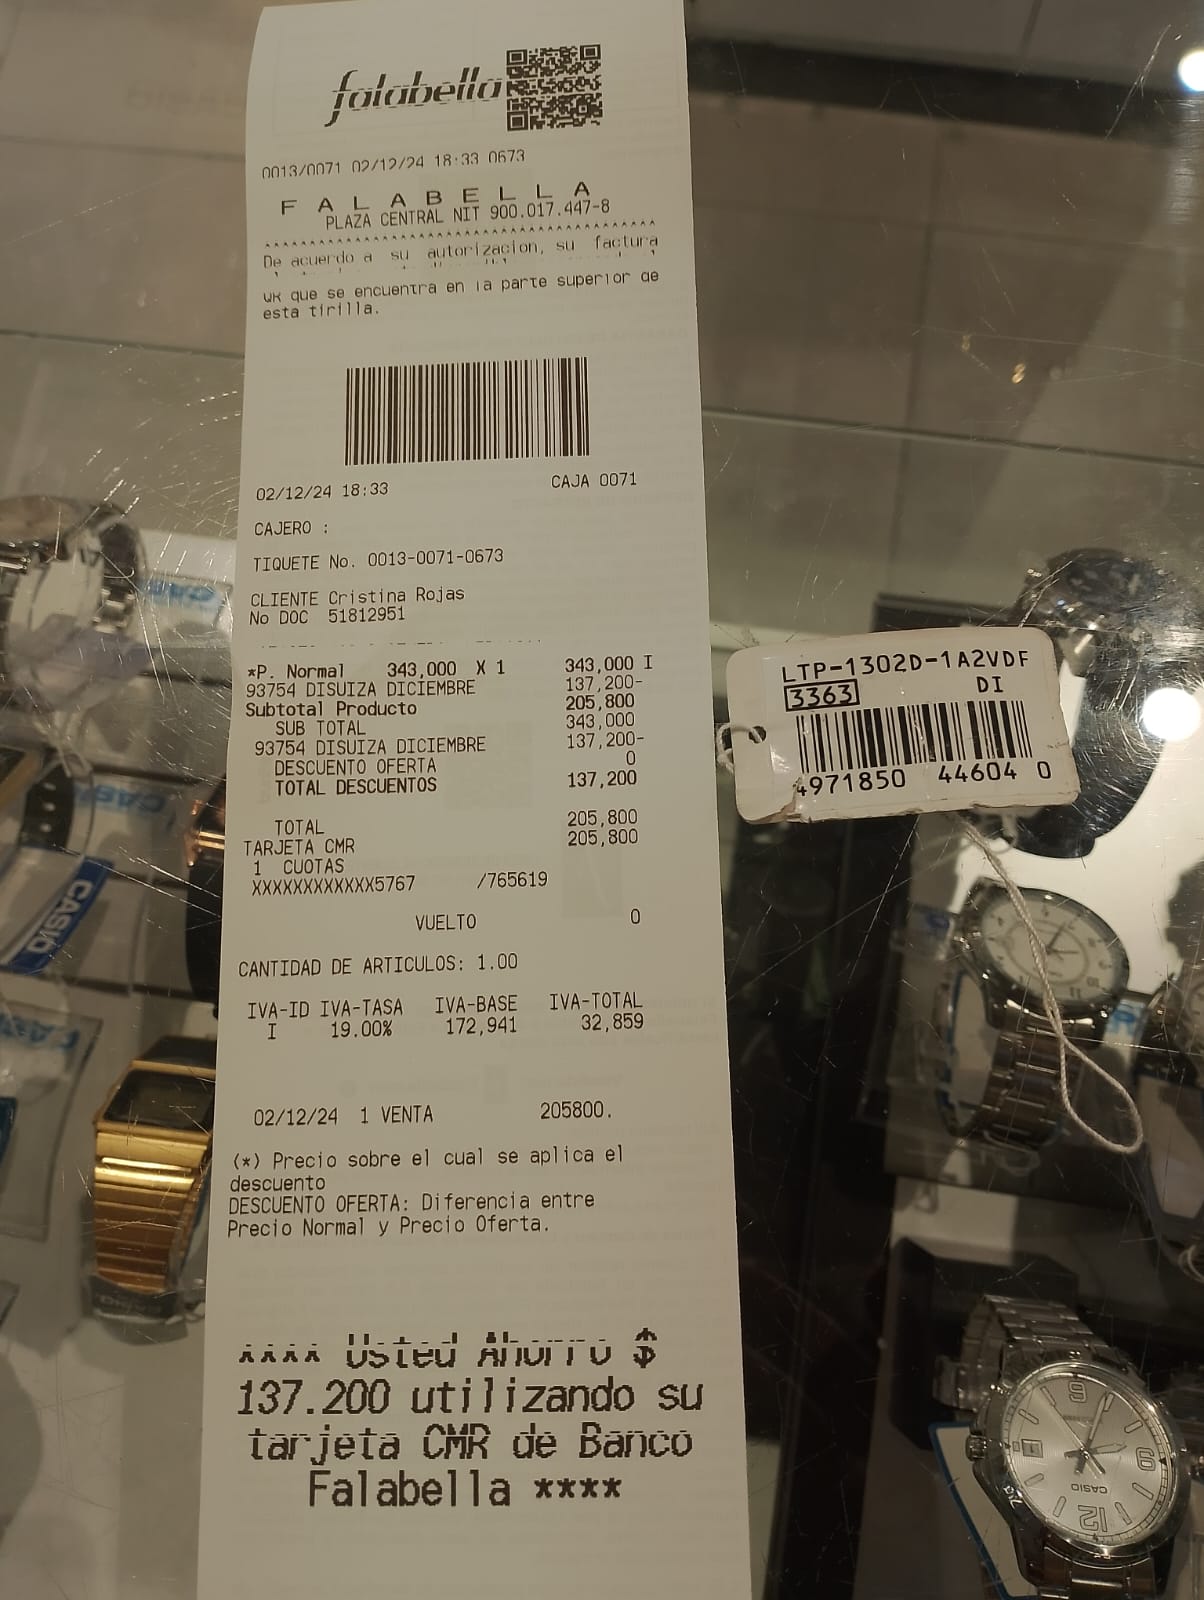 falabella
0013/0071 02/12/24 18:33 0673
F A L A B E L L A
PLAZA CENTRAL NIT 900.017.447-8
De acuerdo a su autorizacion, su factura
QR que se encuentra en la parte superior de
esta tirilla.
02/12/24 18:33 CAJA 0071
CAJERO :
TIQUETE No. 0013-0071-0673
CLIENTE Cristina Rojas
No DOC 51812951
*P. Normal 343,000 X 1 343,000 I
93754 DISUIZA DICIEMBRE 137,200-
Subtotal Producto 205,800
SUB TOTAL 343,000
93754 DISUIZA DICIEMBRE 137,200-
DESCUENTO OFERTA 0
TOTAL DESCUENTOS 137,200
TOTAL 205,800
TARJETA CMR 205,800
1 CUOTAS
XXXXXXXXXXXX5767 /765619
VUELTO 0
CANTIDAD DE ARTICULOS: 1.00
IVA-ID IVA-TASA IVA-BASE IVA-TOTAL
I 19.00% 172,941 32,859
02/12/24 1 VENTA 205800.
(*) Precio sobre el cual se aplica el
descuento
DESCUENTO OFERTA: Diferencia entre
Precio Normal y Precio Oferta.
**** Usted Ahorro $
137.200 utilizando su
tarjeta CMR de Banco
Falabella ****
LTP-1302D-1A2VDF
3363 DI
4971850 44604 0
CASIO
CASIO